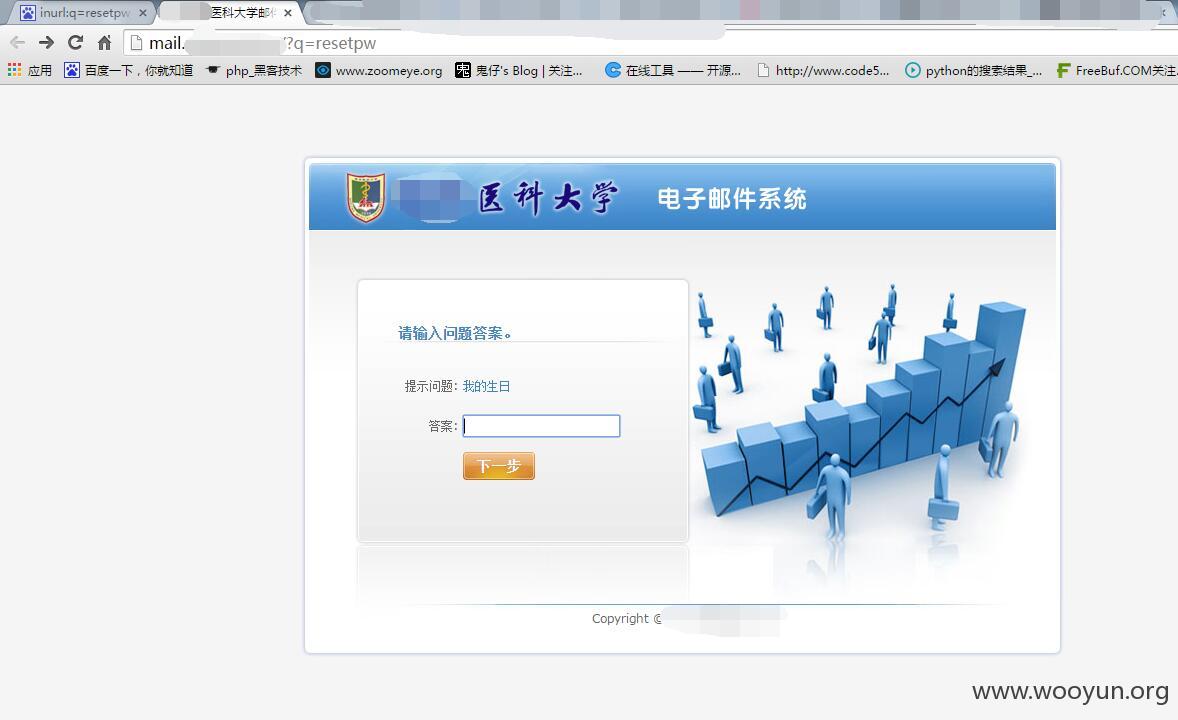 inurl:q=resetpw
医科大学邮件
mail.
/?q=resetpw
应用 百度一下，你就知道 php_黑客技术 www.zoomeye.org 鬼仔's Blog | 关注... 在线工具 —— 开源... http://www.code5... python的搜索结果_... FreeBuf.COM关注
医科大学 电子邮件系统
请输入问题答案。
提示问题: 我的生日
答案:
下一步
Copyright ©
www.wooyun.org